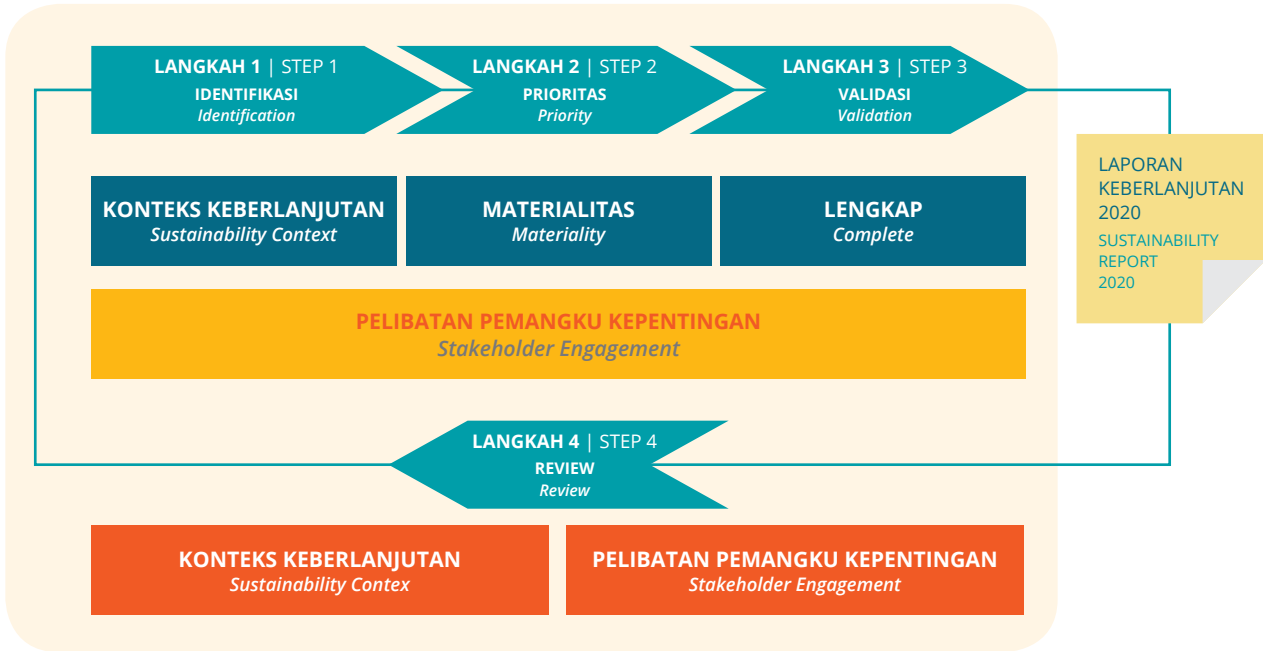 LANGKAH 1 | STEP 1
IDENTIFIKASI
Identification
LANGKAH 2 | STEP 2
PRIORITAS
Priority
LANGKAH 3 | STEP 3
VALIDASI
Validation
KONTEKS KEBERLANJUTAN
Sustainability Context
MATERIALITAS
Materiality
LENGKAP
Complete
LAPORAN
KEBERLANJUTAN
2020
SUSTAINABILITY
REPORT
2020
PELIBATAN PEMANGKU KEPENTINGAN
Stakeholder Engagement
LANGKAH 4 | STEP 4
REVIEW
Review
KONTEKS KEBERLANJUTAN
Sustainability Contex
PELIBATAN PEMANGKU KEPENTINGAN
Stakeholder Engagement